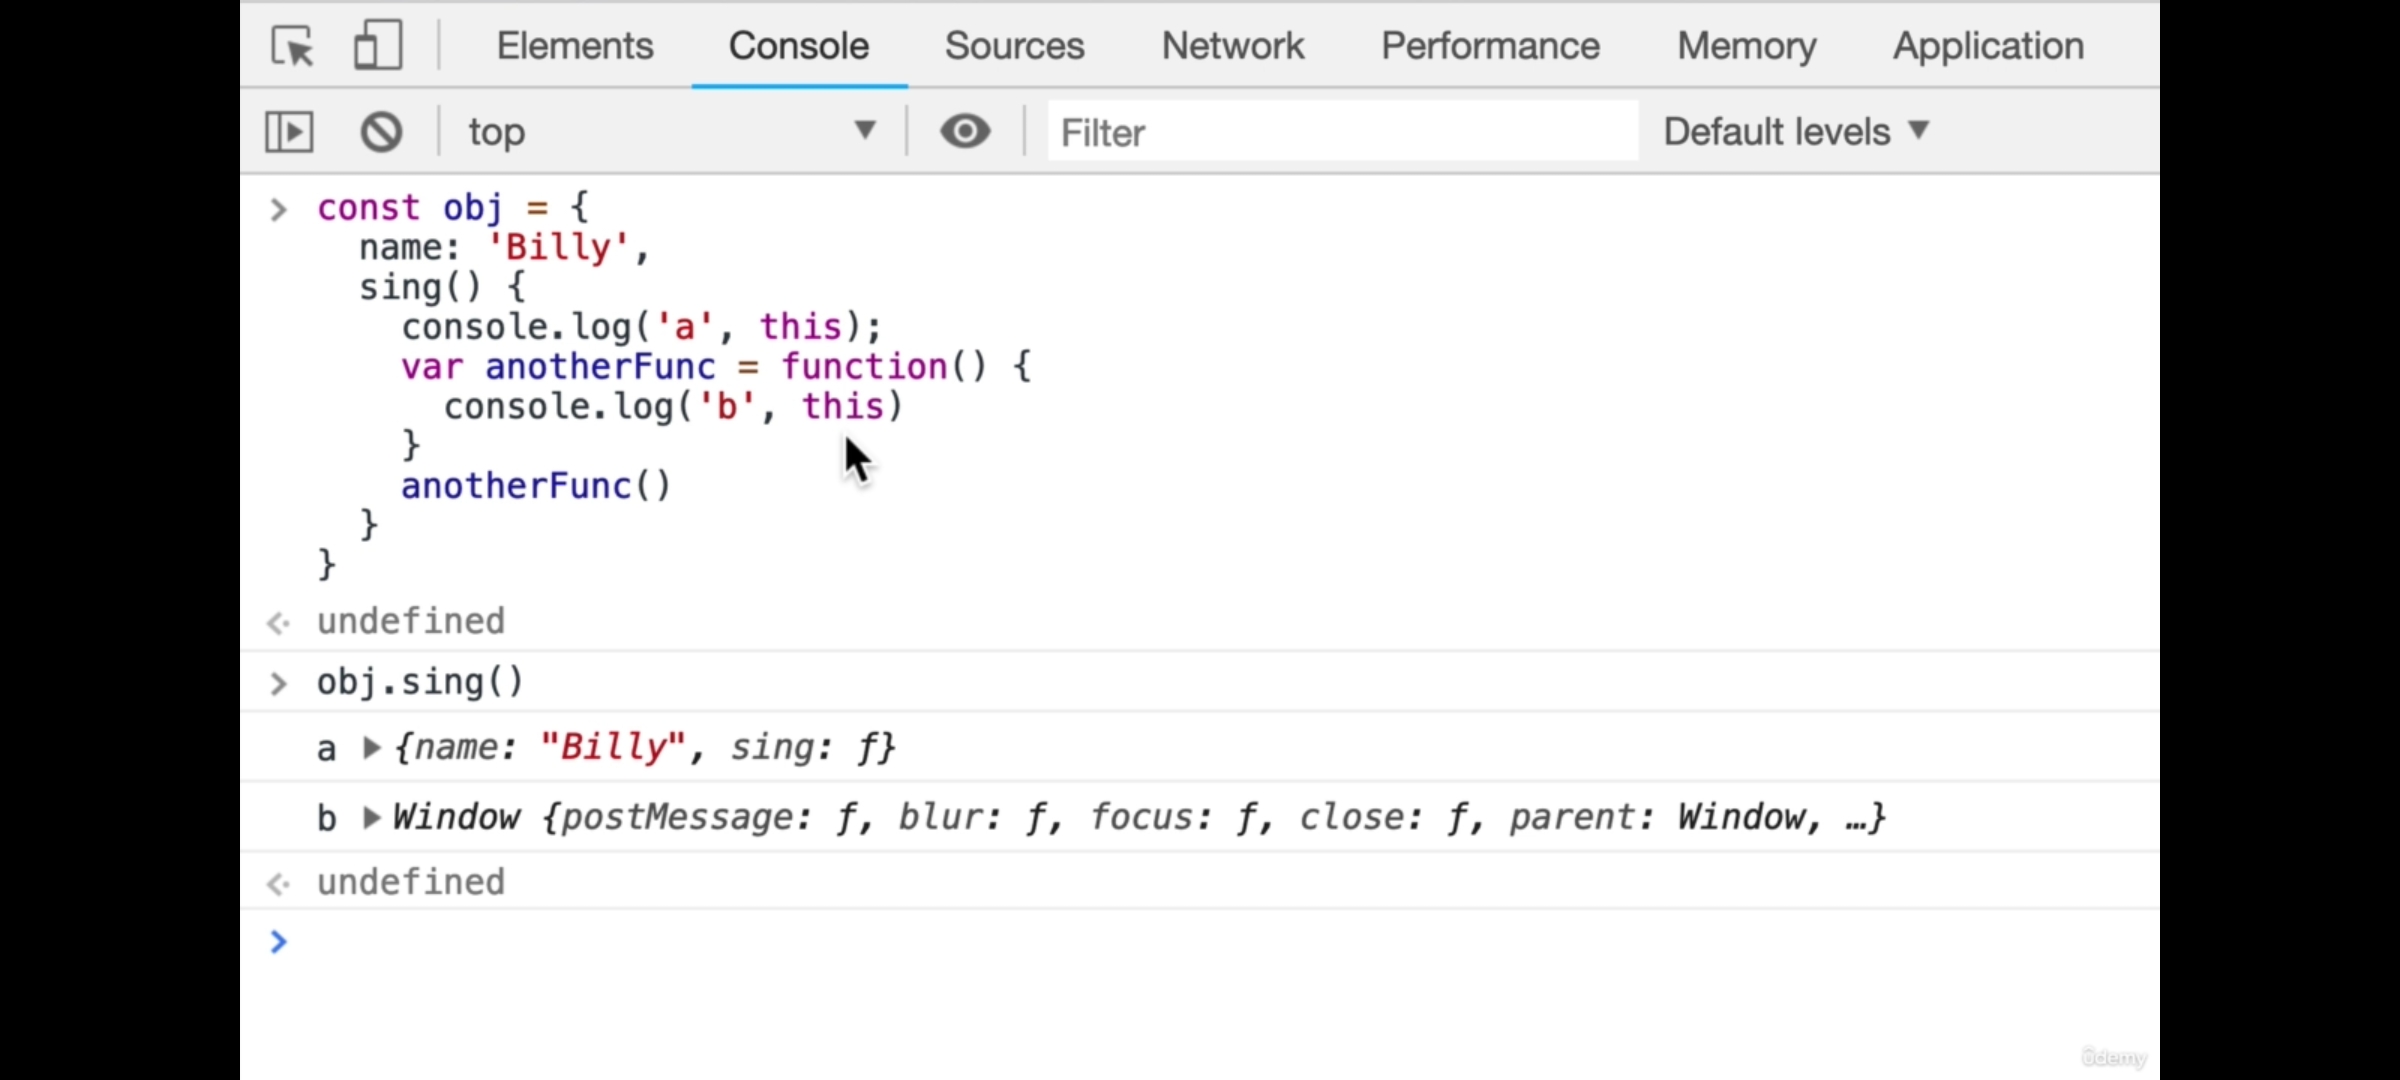 Elements Console Sources Network Performance Memory Application
top ▼ Filter Default levels ▼
> const obj = {
  name: 'Billy',
  sing() {
    console.log('a', this);
    var anotherFunc = function() {
      console.log('b', this)
    }
    anotherFunc()
  }
}
<· undefined
> obj.sing()
a ▶ {name: "Billy", sing: ƒ}
b ▶ Window {postMessage: ƒ, blur: ƒ, focus: ƒ, close: ƒ, parent: Window, …}
<· undefined
>
ûdemy